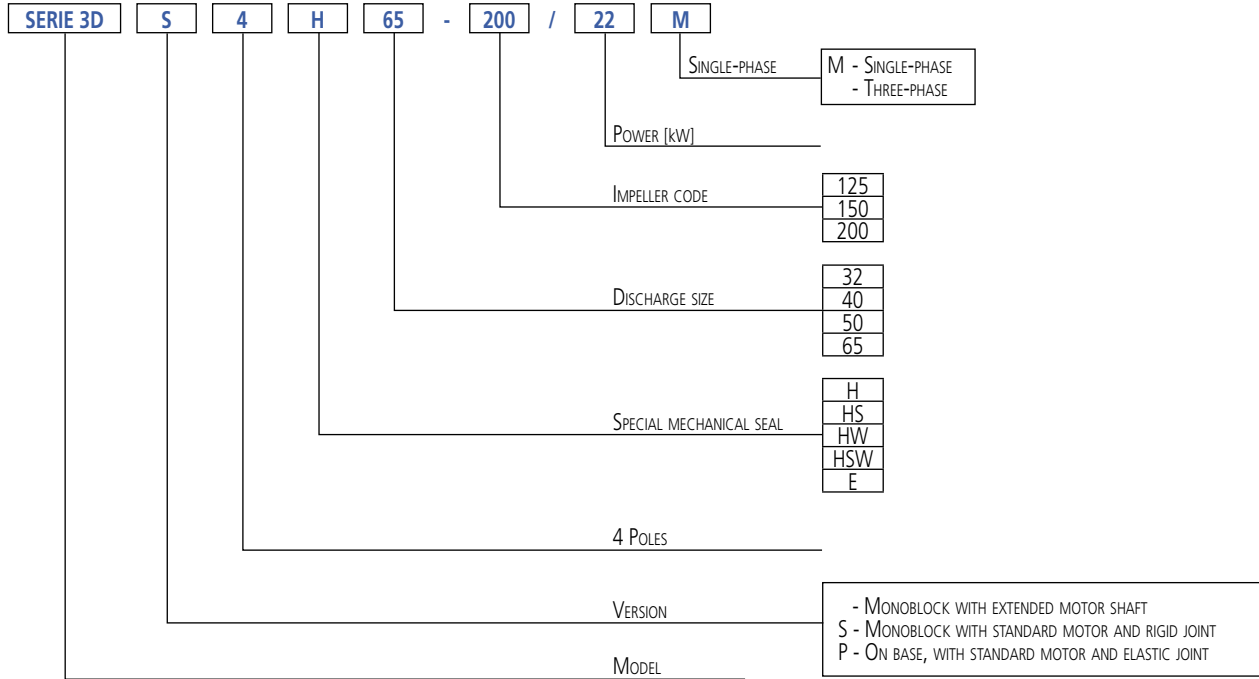 SERIE 3D S 4 H 65 - 200 / 22 M
SINGLE-PHASE
M - SINGLE-PHASE
- THREE-PHASE
POWER [kW]
IMPELLER CODE
125
150
200
DISCHARGE SIZE
32
40
50
65
SPECIAL MECHANICAL SEAL
H
HS
HW
HSW
E
4 POLES
VERSION
- MONOBLOCK WITH EXTENDED MOTOR SHAFT
S - MONOBLOCK WITH STANDARD MOTOR AND RIGID JOINT
P - ON BASE, WITH STANDARD MOTOR AND ELASTIC JOINT
MODEL